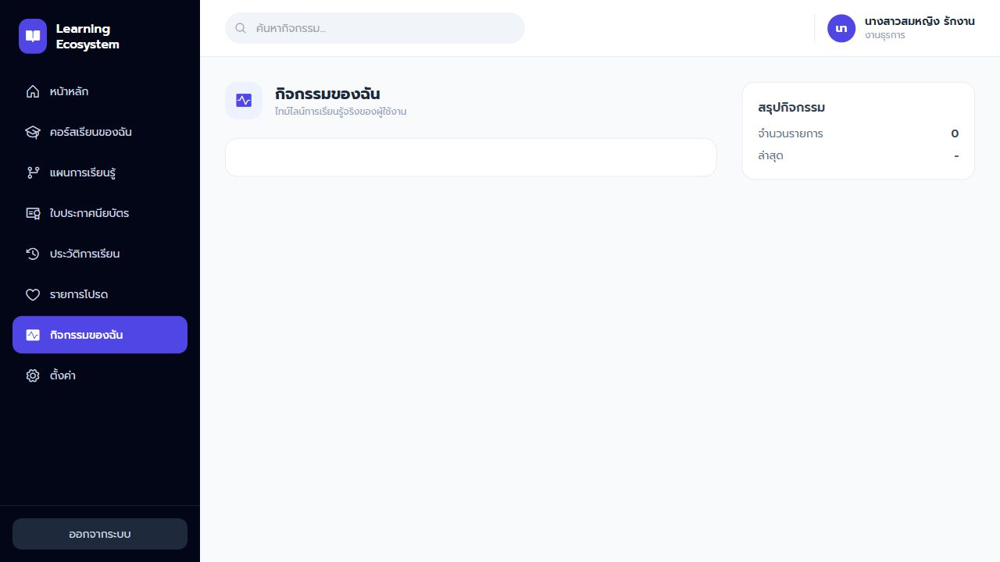 Learning
Ecosystem
หน้าหลัก
คอร์สเรียนของฉัน
แผนการเรียนรู้
ใบประกาศนียบัตร
ประวัติการเรียน
รายการโปรด
กิจกรรมของฉัน
ตั้งค่า
ออกจากระบบ
ค้นหากิจกรรม...
นา
นางสาวสมหญิง รักงาน
งานธุรการ
กิจกรรมของฉัน
ไทม์ไลน์การเรียนรู้จริงของผู้ใช้งาน
สรุปกิจกรรม
จำนวนรายการ 0
ล่าสุด -